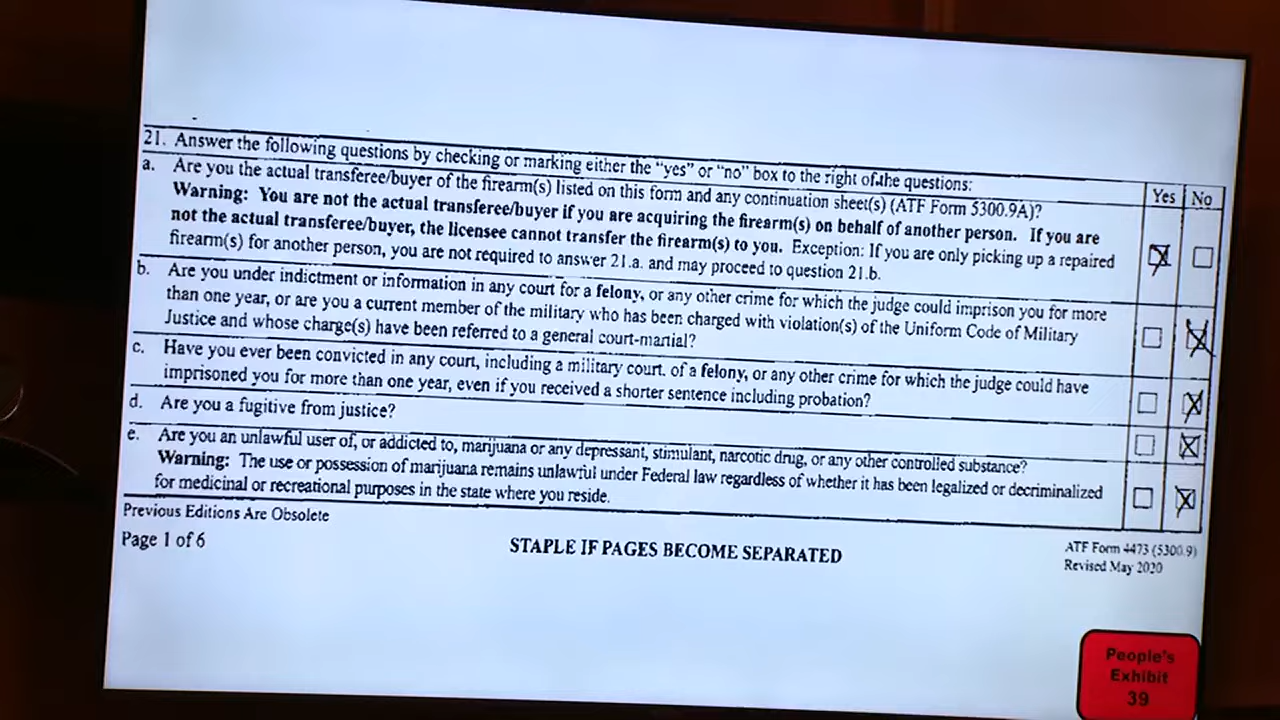 21. Answer the following questions by checking or marking either the "yes" or "no" box to the right of the questions:
Yes No
a. Are you the actual transferee/buyer of the firearm(s) listed on this form and any continuation sheet(s) (ATF Form 5300.9A)?
Warning: You are not the actual transferee/buyer if you are acquiring the firearm(s) on behalf of another person. If you are
not the actual transferee/buyer, the licensee cannot transfer the firearm(s) to you. Exception: If you are only picking up a repaired
firearm(s) for another person, you are not required to answer 21.a. and may proceed to question 21.b.
b. Are you under indictment or information in any court for a felony, or any other crime for which the judge could imprison you for more
than one year, or are you a current member of the military who has been charged with violation(s) of the Uniform Code of Military
Justice and whose charge(s) have been referred to a general court-martial?
c. Have you ever been convicted in any court, including a military court. of a felony, or any other crime for which the judge could have
imprisoned you for more than one year, even if you received a shorter sentence including probation?
d. Are you a fugitive from justice?
e. Are you an unlawful user of, or addicted to, marijuana or any depressant, stimulant, narcotic drug, or any other controlled substance?
Warning: The use or possession of marijuana remains unlawful under Federal law regardless of whether it has been legalized or decriminalized
for medicinal or recreational purposes in the state where you reside.
Previous Editions Are Obsolete
Page 1 of 6
STAPLE IF PAGES BECOME SEPARATED
ATF Form 4473 (5300.9)
Revised May 2020
People's
Exhibit
39